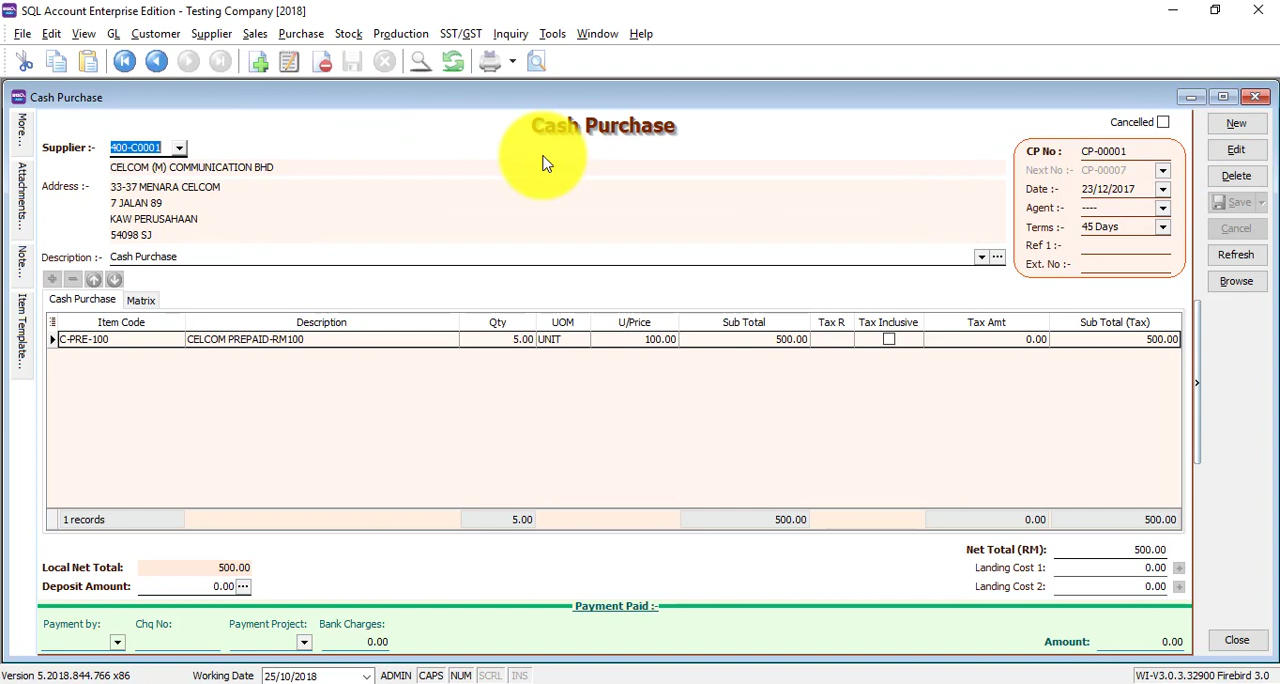 SQL Account Enterprise Edition - Testing Company [2018]
File Edit View GL Customer Supplier Sales Purchase Stock Production SST/GST Inquiry Tools Window Help
Cash Purchase
More...
Attachments...
Note...
Item Template...
Cash Purchase
Cancelled
Supplier :- 400-C0001
CELCOM (M) COMMUNICATION BHD
Address :- 33-37 MENARA CELCOM
7 JALAN 89
KAW PERUSAHAAN
54098 SJ
Description :- Cash Purchase
CP No : CP-00001
Next No :- CP-00007
Date :- 23/12/2017
Agent :- ----
Terms :- 45 Days
Ref 1 :-
Ext. No :-
New
Edit
Delete
Save
Cancel
Refresh
Browse
Cash Purchase Matrix
Item Code Description Qty UOM U/Price Sub Total Tax R Tax Inclusive Tax Amt Sub Total (Tax)
C-PRE-100 CELCOM PREPAID-RM100 5.00 UNIT 100.00 500.00 0.00 500.00
1 records 5.00 500.00 0.00 500.00
Local Net Total: 500.00
Deposit Amount: 0.00
Net Total (RM): 500.00
Landing Cost 1: 0.00
Landing Cost 2: 0.00
Payment Paid :-
Payment by: Chq No: Payment Project: Bank Charges:
0.00
Amount: 0.00
Close
Version 5.2018.844.766 x86 Working Date 25/10/2018 ADMIN CAPS NUM SCRL INS WI-V3.0.3.32900 Firebird 3.0